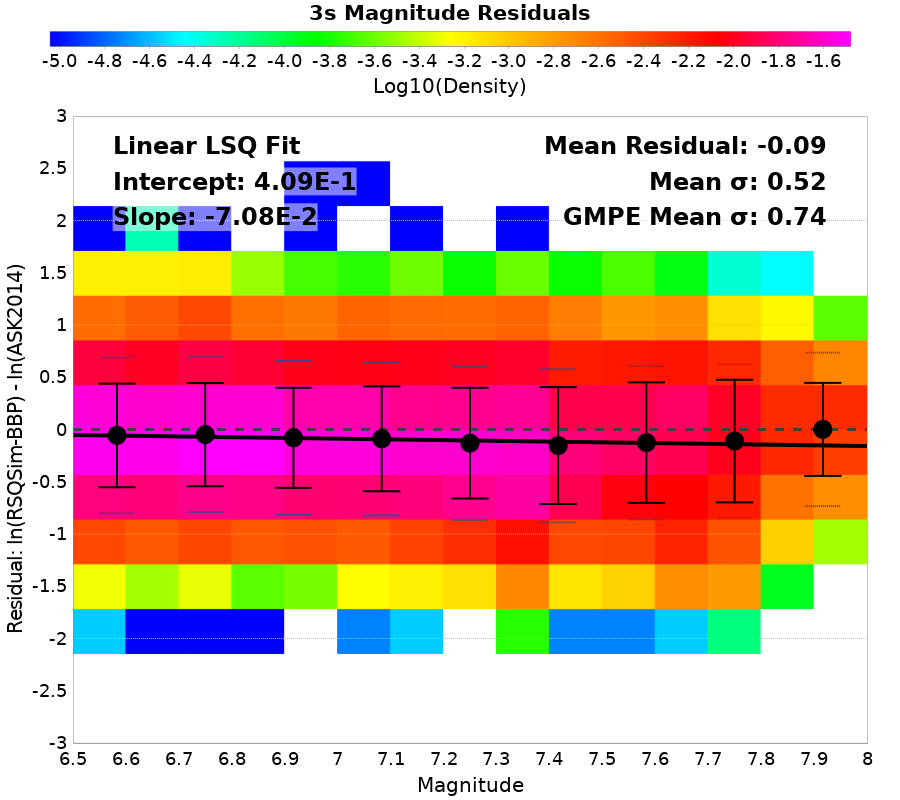 3s Magnitude Residuals
-5.0 -4.8 -4.6 -4.4 -4.2 -4.0 -3.8 -3.6 -3.4 -3.2 -3.0 -2.8 -2.6 -2.4 -2.2 -2.0 -1.8 -1.6
Log10(Density)
3
Linear LSQ Fit Mean Residual: -0.09
2.5
Intercept: 4.09E-1 Mean σ: 0.52
Slope: -7.08E-2 GMPE Mean σ: 0.74
2
1.5
1
0.5
0
-0.5
-1
-1.5
-2
-2.5
-3
Residual: ln(RSQSim-BBP) - ln(ASK2014)
6.5 6.6 6.7 6.8 6.9 7 7.1 7.2 7.3 7.4 7.5 7.6 7.7 7.8 7.9 8
Magnitude